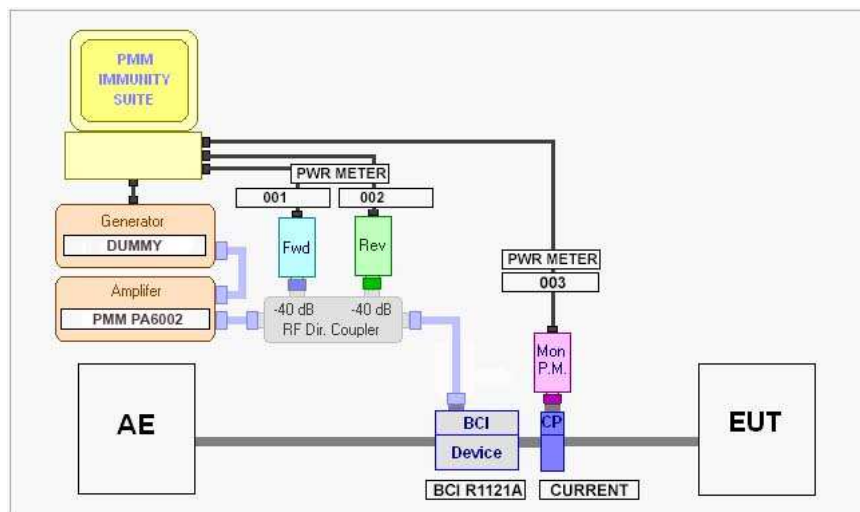 PMM
IMMUNITY
SUITE
PWR METER
001
002
Generator
DUMMY
Fwd
Rev
PWR METER
003
Amplifer
PMM PA6002
-40 dB
-40 dB
RF Dir. Coupler
Mon
P.M.
AE
BCI
Device
CP
EUT
BCI R1121A
CURRENT